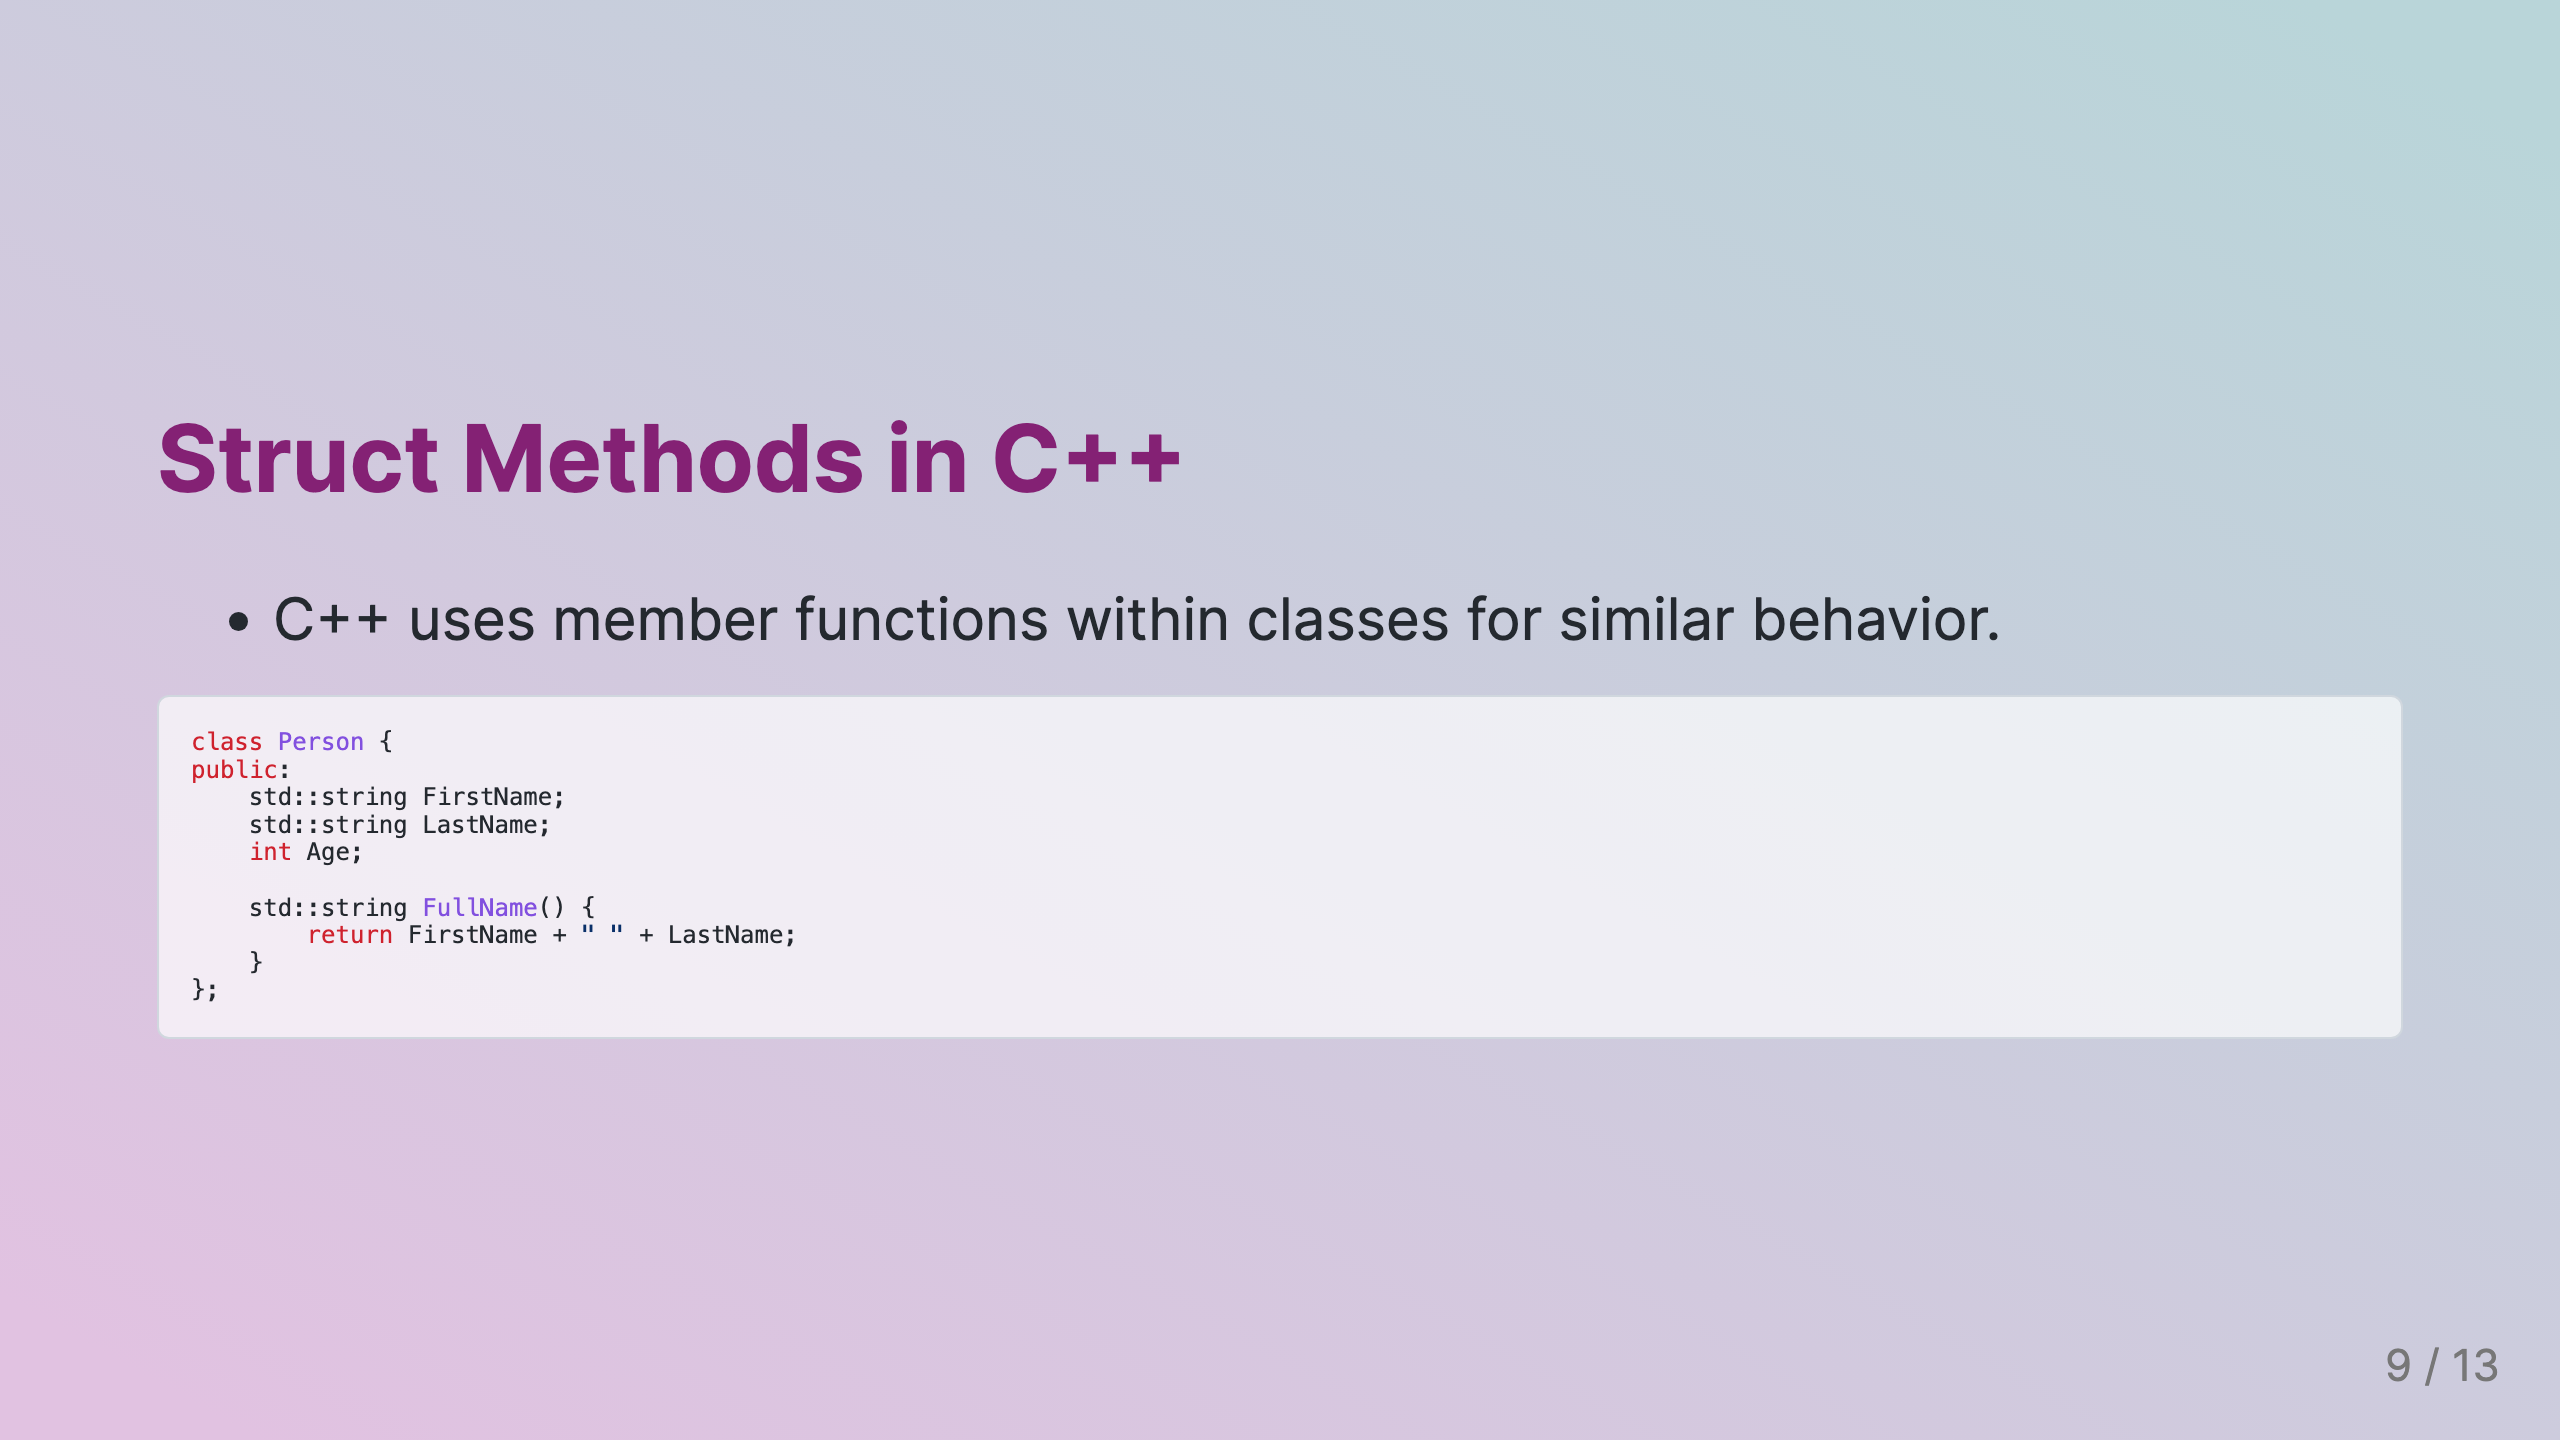 Struct Methods in C++
• C++ uses member functions within classes for similar behavior.
class Person {
public:
    std::string FirstName;
    std::string LastName;
    int Age;

    std::string FullName() {
        return FirstName + " " + LastName;
    }
};
9 / 13